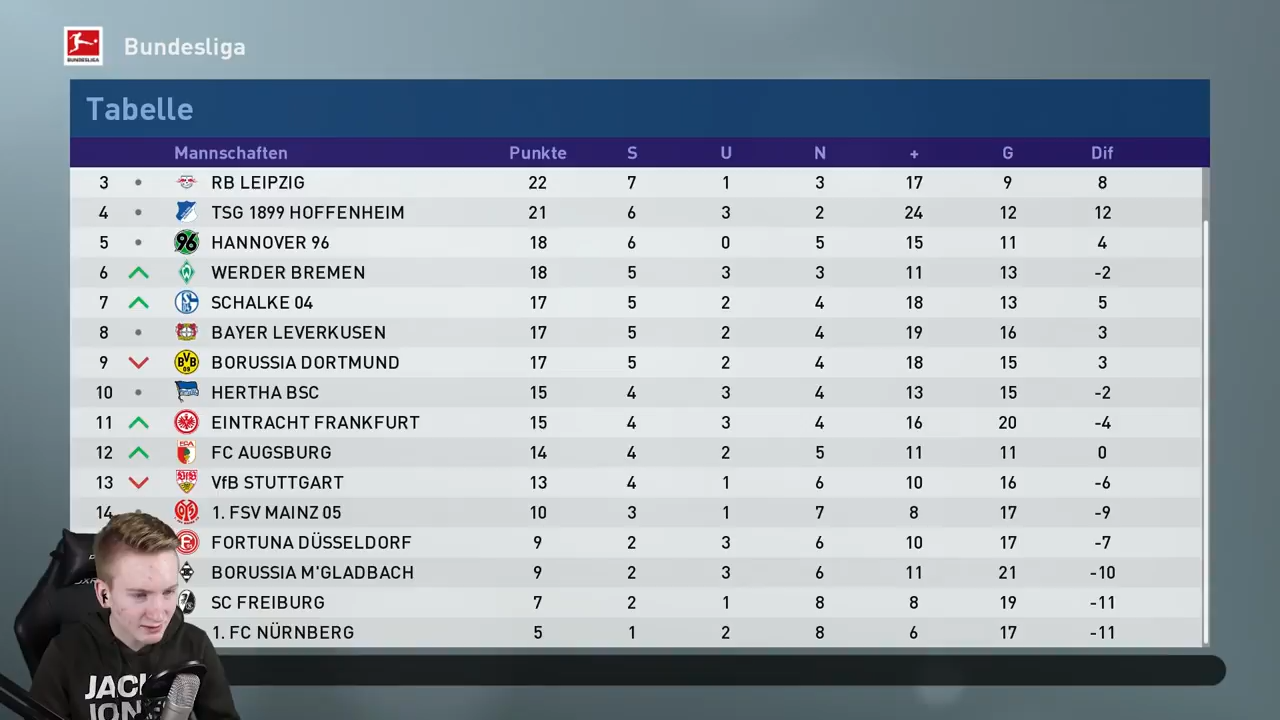 BUNDESLIGA
Bundesliga
Tabelle
Mannschaften Punkte S U N + G Dif
3 RB LEIPZIG 22 7 1 3 17 9 8
4 TSG 1899 HOFFENHEIM 21 6 3 2 24 12 12
5 96 HANNOVER 96 18 6 0 5 15 11 4
6 WERDER BREMEN 18 5 3 3 11 13 -2
7 SCHALKE 04 17 5 2 4 18 13 5
8 BAYER LEVERKUSEN 17 5 2 4 19 16 3
9 BVB 09 BORUSSIA DORTMUND 17 5 2 4 18 15 3
10 HERTHA BSC 15 4 3 4 13 15 -2
11 EINTRACHT FRANKFURT 15 4 3 4 16 20 -4
12 FCA FC AUGSBURG 14 4 2 5 11 11 0
13 VfB STUTTGART 13 4 1 6 10 16 -6
14 1. FSV MAINZ 05 10 3 1 7 8 17 -9
FORTUNA DÜSSELDORF 9 2 3 6 10 17 -7
BORUSSIA M'GLADBACH 9 2 3 6 11 21 -10
SC FREIBURG 7 2 1 8 8 19 -11
1. FC NÜRNBERG 5 1 2 8 6 17 -11
JACK
JONES